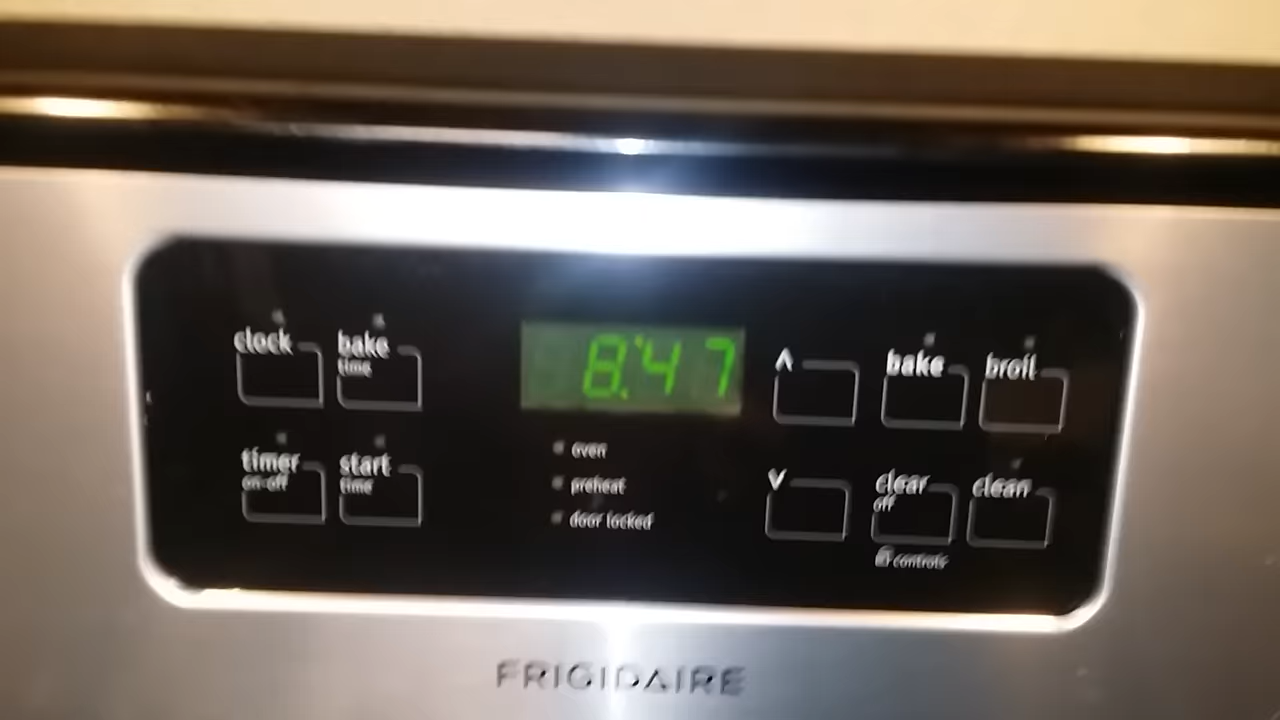 clock
bake
time
8:47
^
bake
broil
timer
on-off
start
time
oven
preheat
door locked
v
clear
off
clean
controls
FRIGIDAIRE